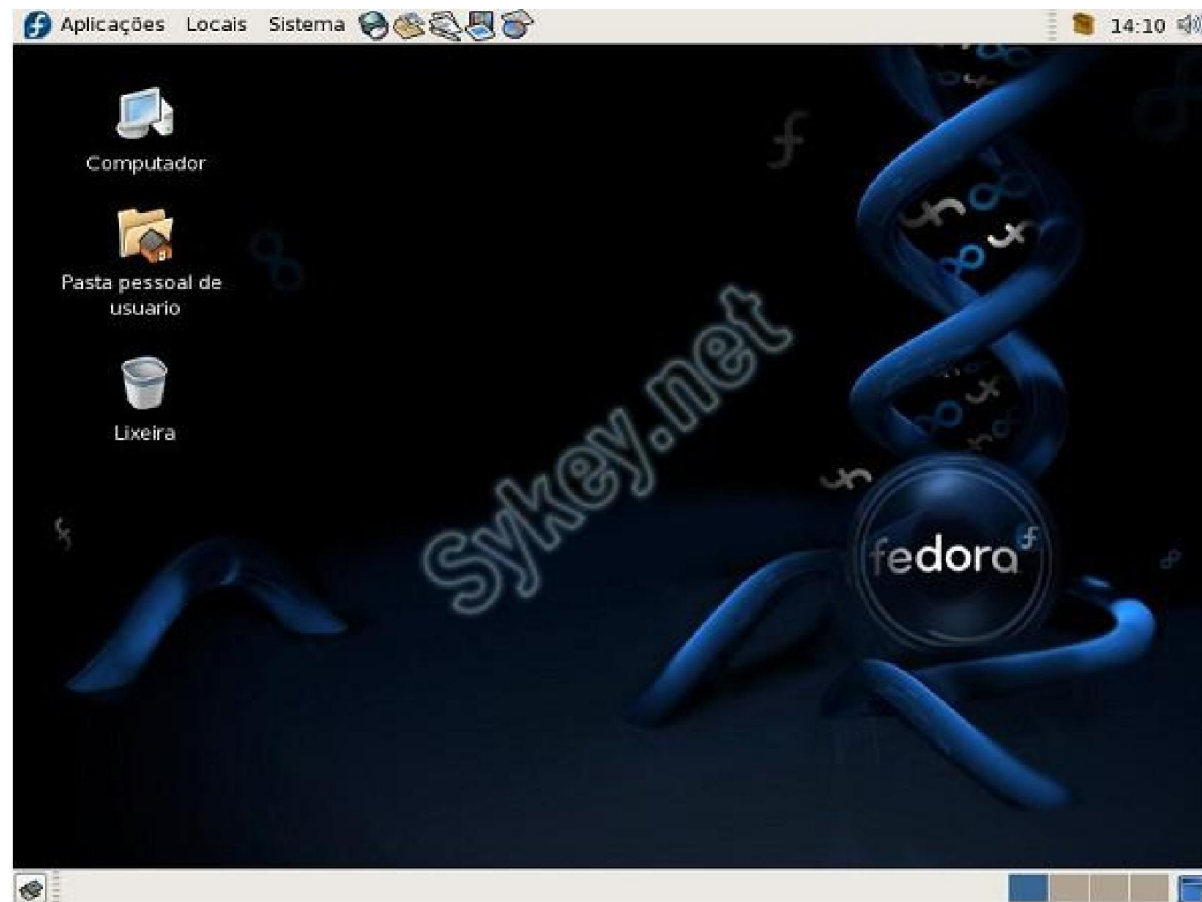 Aplicações Locais Sistema 14:10
Computador
Pasta pessoal de
usuario
Lixeira
Sykey.net
fedora